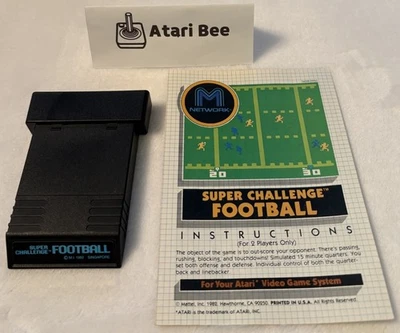 Atari Bee
M
NETWORK
20
30
SUPER CHALLENGE™
FOOTBALL
INSTRUCTIONS
(For 2 Players Only)
The object of the game is to out-score your opponent. There's passing,
rushing, blocking, and touchdowns! Simulated 15 minute quarters. You
set both offense and defense. Individual control of both the quarter-
back and linebacker.
For Your Atari* Video Game System
© Mattel, Inc. 1982, Hawthorne, CA 90250. PRINTED IN U.S.A. All Rights Reserved.
*ATARI is the trademark of Atari, Inc.
SUPER
CHALLENGE FOOTBALL